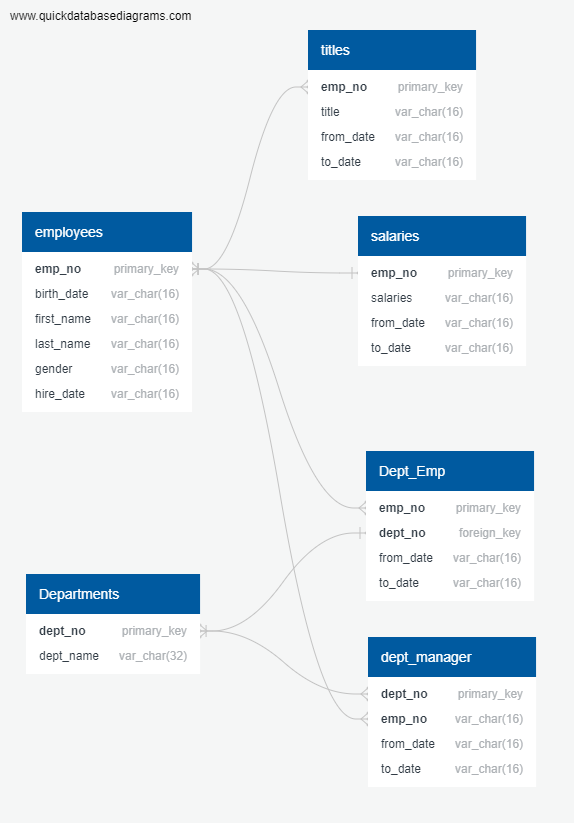 www.quickdatabasediagrams.com
titles
emp_no primary_key
title var_char(16)
from_date var_char(16)
to_date var_char(16)
employees
emp_no primary_key
birth_date var_char(16)
first_name var_char(16)
last_name var_char(16)
gender var_char(16)
hire_date var_char(16)
salaries
emp_no primary_key
salaries var_char(16)
from_date var_char(16)
to_date var_char(16)
Dept_Emp
emp_no primary_key
dept_no foreign_key
from_date var_char(16)
to_date var_char(16)
Departments
dept_no primary_key
dept_name var_char(32)
dept_manager
dept_no primary_key
emp_no var_char(16)
from_date var_char(16)
to_date var_char(16)